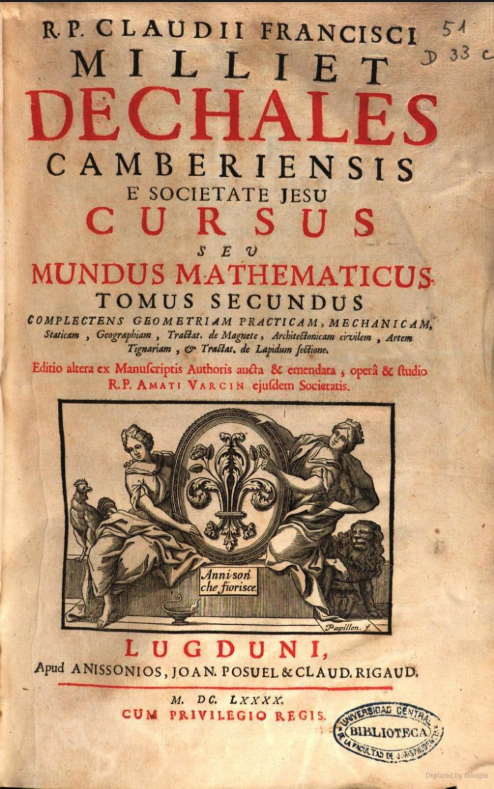 R. P. CLAUDII FRANCISCI
51
D 33 c
MILLIET
DECHALES
CAMBERIENSIS
E SOCIETATE JESU
CURSUS
SEU
MUNDUS MATHEMATICUS.
TOMUS SECUNDUS
COMPLECTENS GEOMETRIAM PRACTICAM, MECHANICAM,
Staticam, Geographiam, Tractat. de Magnete, Architectonicam civilem, Artem
Tignariam, & Tractat. de Lapidum sectione.
Editio altera ex Manuscriptis Authoris aucta & emendata, operâ & studio
R. P. AMATI VARCIN ejusdem Societatis.
Anni son
che fiorisce
Papillon. f.
LUGDUNI,
Apud ANISSONIOS, JOAN. POSUEL & CLAUD. RIGAUD.
M. DC. LXXXX.
CUM PRIVILEGIO REGIS.
UNIVERSIDAD CENTRAL
BIBLIOTECA
DE LA FACULTAD DE
Digitized by Google